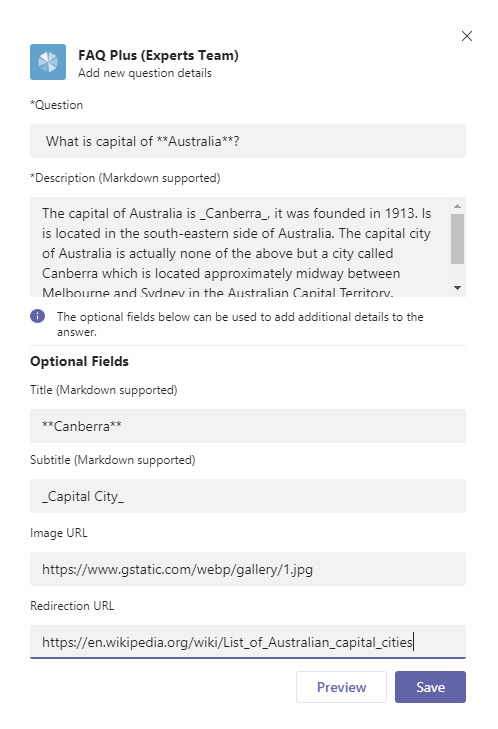 FAQ Plus (Experts Team)
Add new question details
*Question
What is capital of **Australia**?
*Description (Markdown supported)
The capital of Australia is _Canberra_, it was founded in 1913. Is
is located in the south-eastern side of Australia. The capital city
of Australia is actually none of the above but a city called
Canberra which is located approximately midway between
Melbourne and Sydney in the Australian Capital Territory.
The optional fields below can be used to add additional details to the
answer.
Optional Fields
Title (Markdown supported)
**Canberra**
Subtitle (Markdown supported)
_Capital City_
Image URL
https://www.gstatic.com/webp/gallery/1.jpg
Redirection URL
https://en.wikipedia.org/wiki/List_of_Australian_capital_cities
Preview
Save